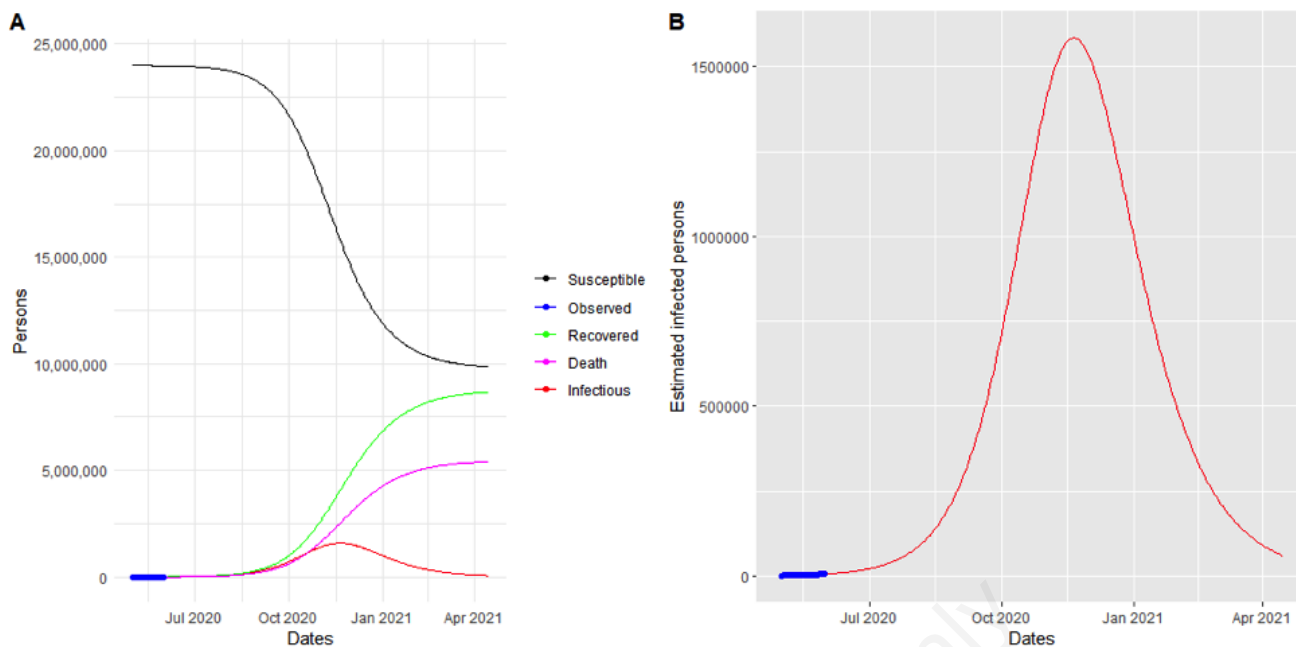 A
25,000,000
20,000,000
15,000,000
10,000,000
5,000,000
0
Persons
Jul 2020
Oct 2020
Jan 2021
Apr 2021
Dates
Susceptible
Observed
Recovered
Death
Infectious
B
1500000
1000000
500000
0
Estimated infected persons
Jul 2020
Oct 2020
Jan 2021
Apr 2021
Dates